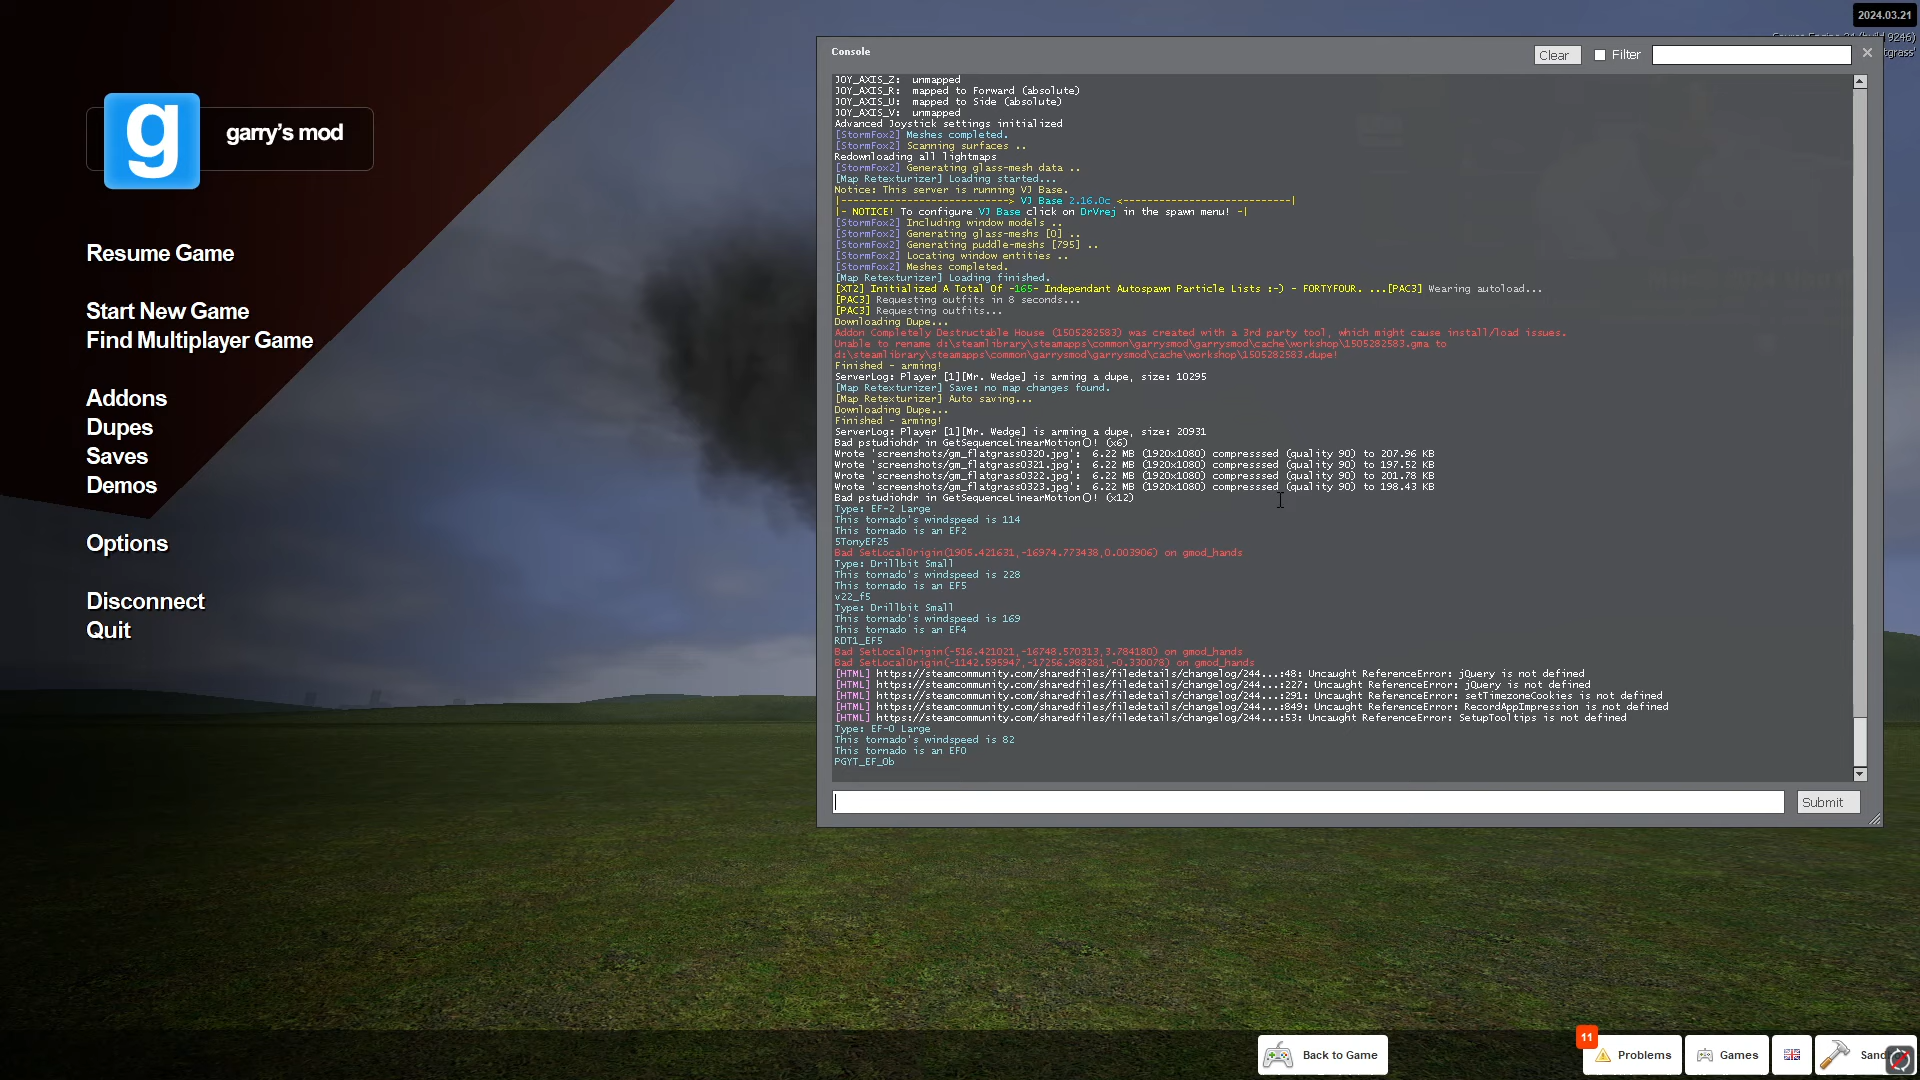 2024.03.21
g
garry's mod
Resume Game
Start New Game
Find Multiplayer Game
Addons
Dupes
Saves
Demos
Options
Disconnect
Quit
Console
Clear
Filter
9246)
tgrass'
JOY_AXIS_Z:  unmapped
JOY_AXIS_R:  mapped to Forward (absolute)
JOY_AXIS_U:  mapped to Side (absolute)
JOY_AXIS_V:  unmapped
Advanced Joystick settings initialized
[StormFox2] Meshes completed.
[StormFox2] Scanning surfaces ..
Redownloading all lightmaps
[StormFox2] Generating glass-mesh data ..
[Map Retexturizer] Loading started...
Notice: This server is running VJ Base.
|----------------------------> VJ Base 2.16.0c <----------------------------|
|- NOTICE! To configure VJ Base click on DrVrej in the spawn menu! -|
[StormFox2] Including window models ..
[StormFox2] Generating glass-meshs [0] ..
[StormFox2] Generating puddle-meshs [795] ..
[StormFox2] Locating window entities ..
[StormFox2] Meshes completed.
[Map Retexturizer] Loading finished.
[XT2] Initialized A Total Of -165- Independant Autospawn Particle Lists :-) - FORTYFOUR. ...[PAC3] Wearing autoload...
[PAC3] Requesting outfits in 8 seconds...
[PAC3] Requesting outfits...
Downloading Dupe...
Addon Completely Destructable House (1505282583) was created with a 3rd party tool, which might cause install/load issues.
Unable to rename d:\steamlibrary\steamapps\common\garrysmod\garrysmod\cache\workshop\1505282583.gma to
d:\steamlibrary\steamapps\common\garrysmod\garrysmod\cache\workshop\1505282583.dupe!
Finished - arming!
ServerLog: Player [1][Mr. Wedge] is arming a dupe, size: 10295
[Map Retexturizer] Save: no map changes found.
[Map Retexturizer] Auto saving...
Downloading Dupe...
Finished - arming!
ServerLog: Player [1][Mr. Wedge] is arming a dupe, size: 20931
Bad pstudiohdr in GetSequenceLinearMotion()! (x6)
Wrote 'screenshots/gm_flatgrass0320.jpg':  6.22 MB (1920x1080) compresssed (quality 90) to 207.96 KB
Wrote 'screenshots/gm_flatgrass0321.jpg':  6.22 MB (1920x1080) compresssed (quality 90) to 197.52 KB
Wrote 'screenshots/gm_flatgrass0322.jpg':  6.22 MB (1920x1080) compresssed (quality 90) to 201.78 KB
Wrote 'screenshots/gm_flatgrass0323.jpg':  6.22 MB (1920x1080) compresssed (quality 90) to 198.43 KB
Bad pstudiohdr in GetSequenceLinearMotion()! (x12)
Type: EF-2 Large
This tornado's windspeed is 114
This tornado is an EF2
5TonyEF25
Bad SetLocalOrigin(1905.421631,-16974.773438,0.003906) on gmod_hands
Type: Drillbit Small
This tornado's windspeed is 228
This tornado is an EF5
v22_f5
Type: Drillbit Small
This tornado's windspeed is 169
This tornado is an EF4
RDT1_EF5
Bad SetLocalOrigin(-516.421021,-16748.570313,3.784180) on gmod_hands
Bad SetLocalOrigin(-1142.595947,-17256.988281,-0.330078) on gmod_hands
[HTML] https://steamcommunity.com/sharedfiles/filedetails/changelog/244...:48: Uncaught ReferenceError: jQuery is not defined
[HTML] https://steamcommunity.com/sharedfiles/filedetails/changelog/244...:227: Uncaught ReferenceError: jQuery is not defined
[HTML] https://steamcommunity.com/sharedfiles/filedetails/changelog/244...:291: Uncaught ReferenceError: setTimezoneCookies is not defined
[HTML] https://steamcommunity.com/sharedfiles/filedetails/changelog/244...:849: Uncaught ReferenceError: RecordAppImpression is not defined
[HTML] https://steamcommunity.com/sharedfiles/filedetails/changelog/244...:53: Uncaught ReferenceError: SetupTooltips is not defined
Type: EF-0 Large
This tornado's windspeed is 82
This tornado is an EF0
PGYT_EF_0b
Submit
Back to Game
11
Problems
Games